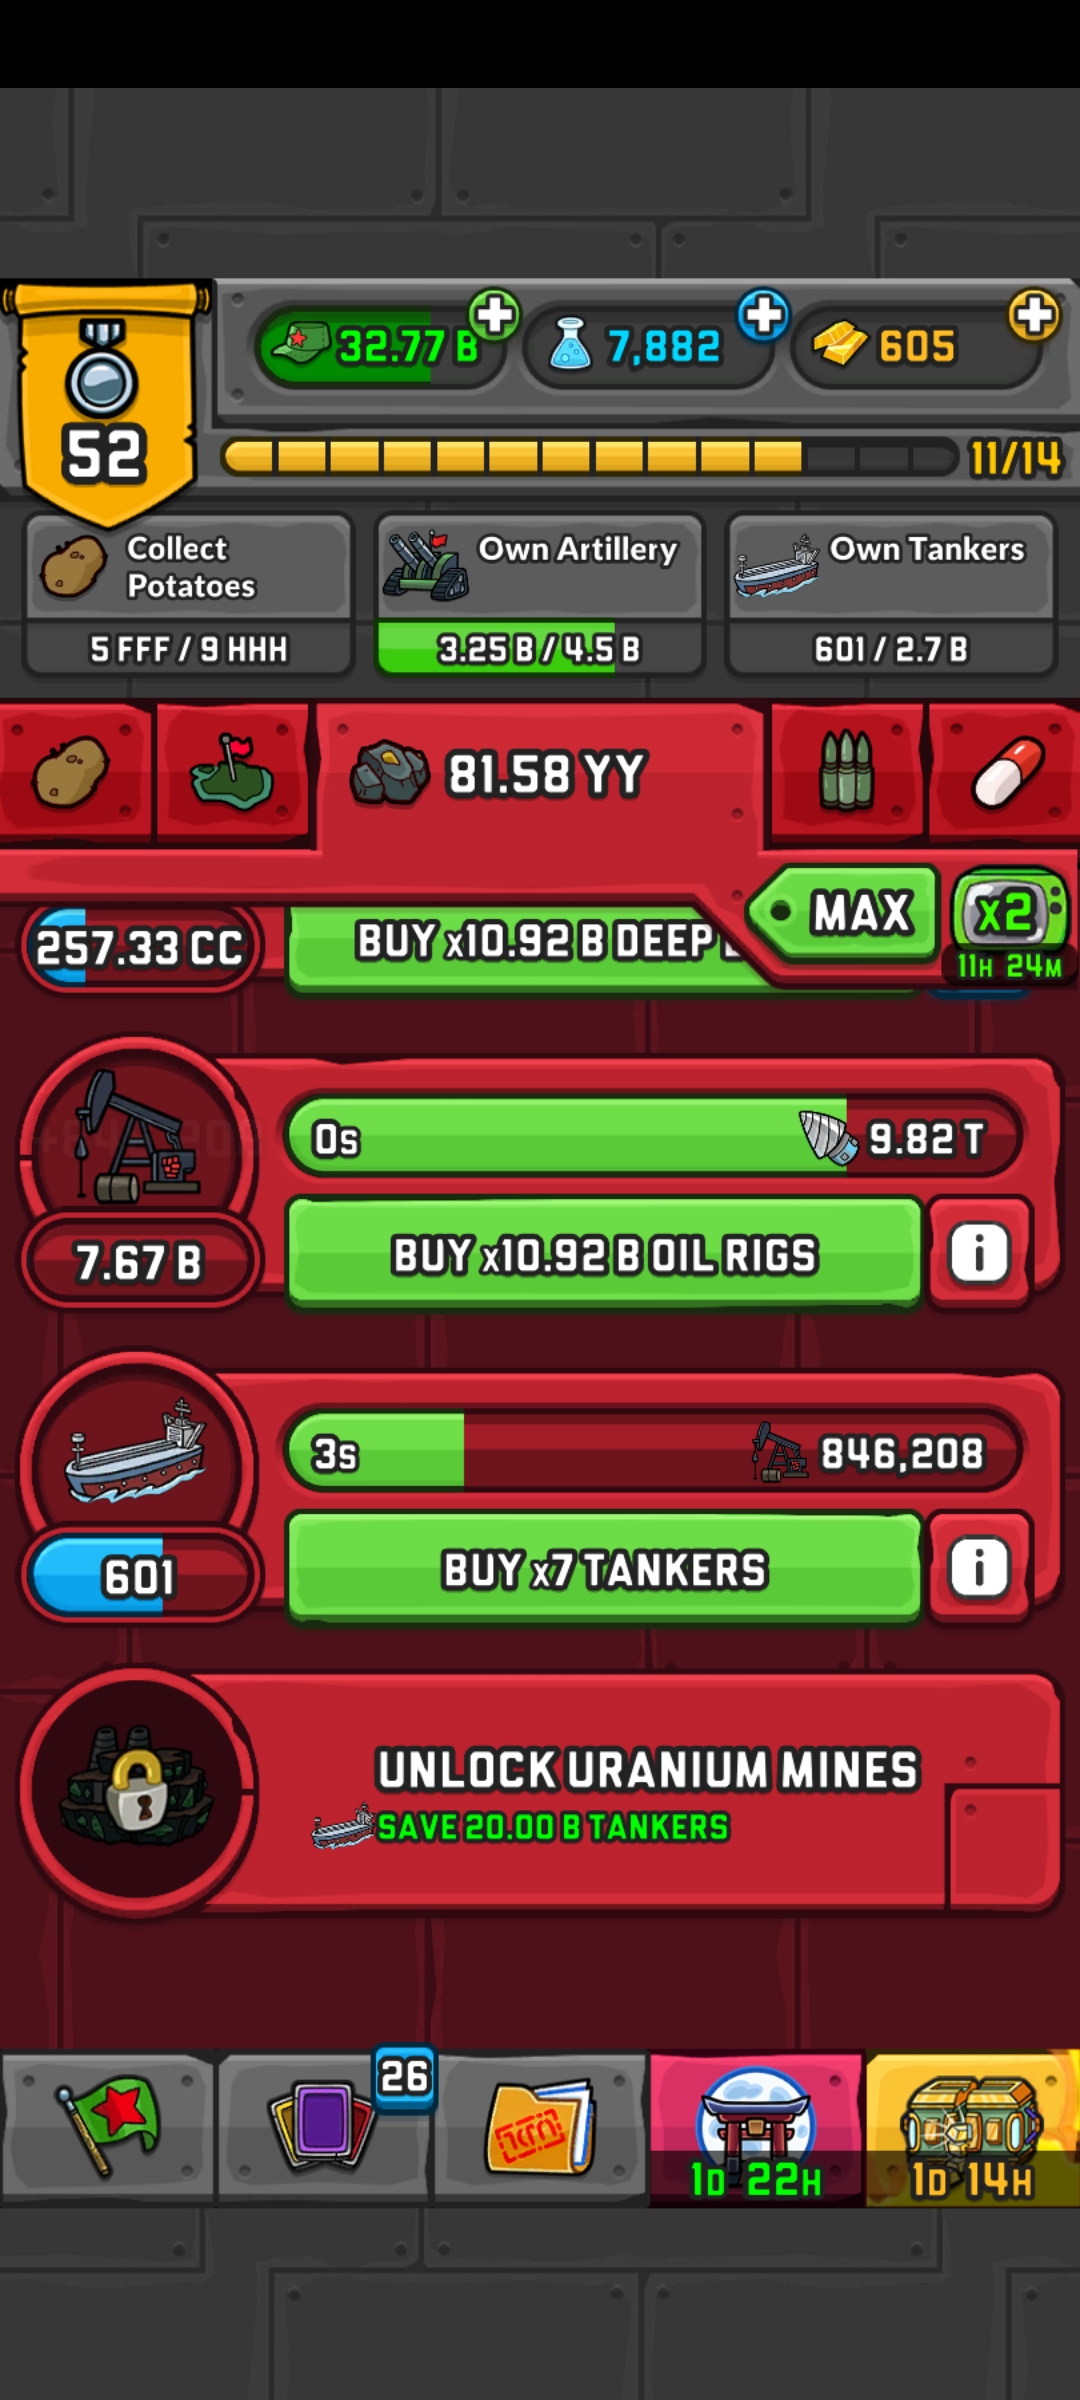 32.77 B
7,882
605
52
11/14
Collect
Potatoes
5 FFF / 9 HHH
Own Artillery
3.25 B / 4.5 B
Own Tankers
601 / 2.7 B
81.58 YY
MAX
x2
11H 24M
257.33 CC
BUY x10.92 B DEEP
0s
9.82 T
7.67 B
BUY x10.92 B OIL RIGS
i
3s
846,208
601
BUY x7 TANKERS
i
UNLOCK URANIUM MINES
SAVE 20.00 B TANKERS
26
1D 22H
1D 14H